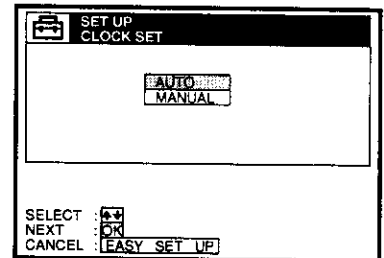 SET UP
CLOCK SET
AUTO
MANUAL
SELECT : ▲▼
NEXT : OK
CANCEL : EASY SET UP